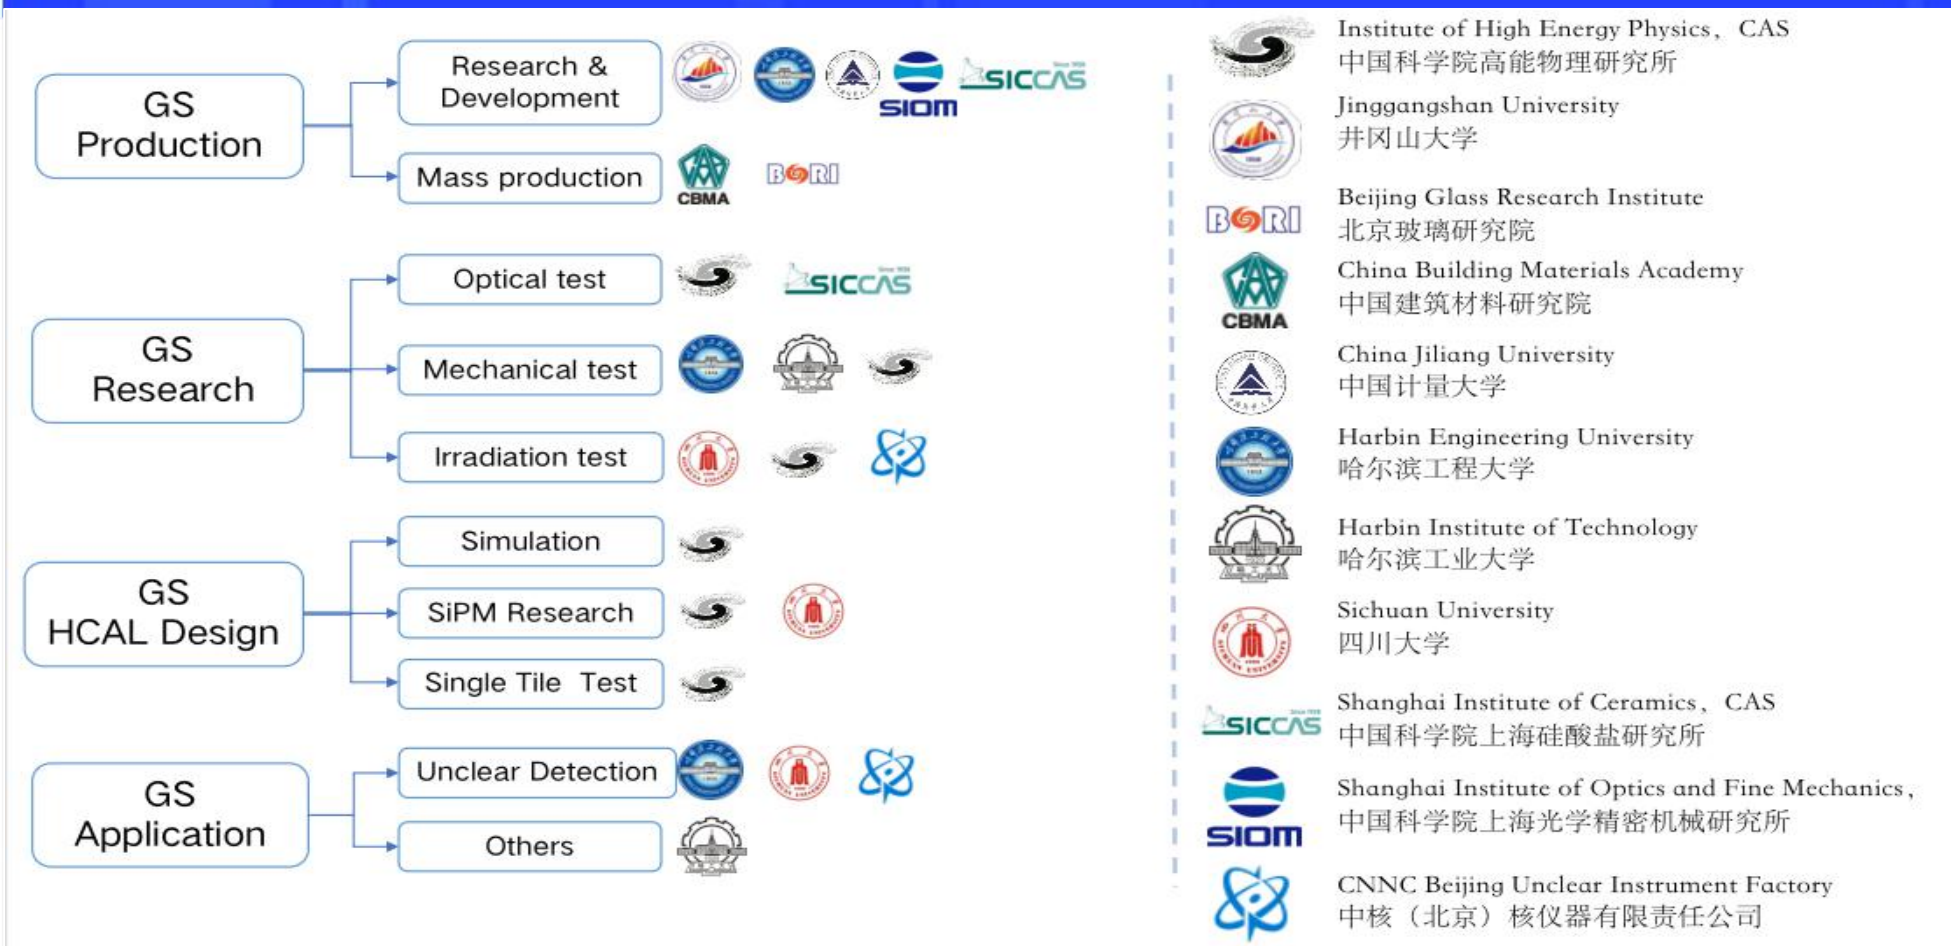 GS
Production
Research &
Development
SIOM
SICCAS
Mass production
CBMA
BGRI
GS
Research
Optical test
SICCAS
Mechanical test
Irradiation test
GS
HCAL Design
Simulation
SiPM Research
Single Tile Test
GS
Application
Unclear Detection
Others
Institute of High Energy Physics, CAS
中国科学院高能物理研究所
Jinggangshan University
井冈山大学
BGRI
Beijing Glass Research Institute
北京玻璃研究院
CBMA
China Building Materials Academy
中国建筑材料研究院
China Jiliang University
中国计量大学
Harbin Engineering University
哈尔滨工程大学
Harbin Institute of Technology
哈尔滨工业大学
Sichuan University
四川大学
SICCAS
Shanghai Institute of Ceramics, CAS
中国科学院上海硅酸盐研究所
SIOM
Shanghai Institute of Optics and Fine Mechanics,
中国科学院上海光学精密机械研究所
CNNC Beijing Unclear Instrument Factory
中核（北京）核仪器有限责任公司